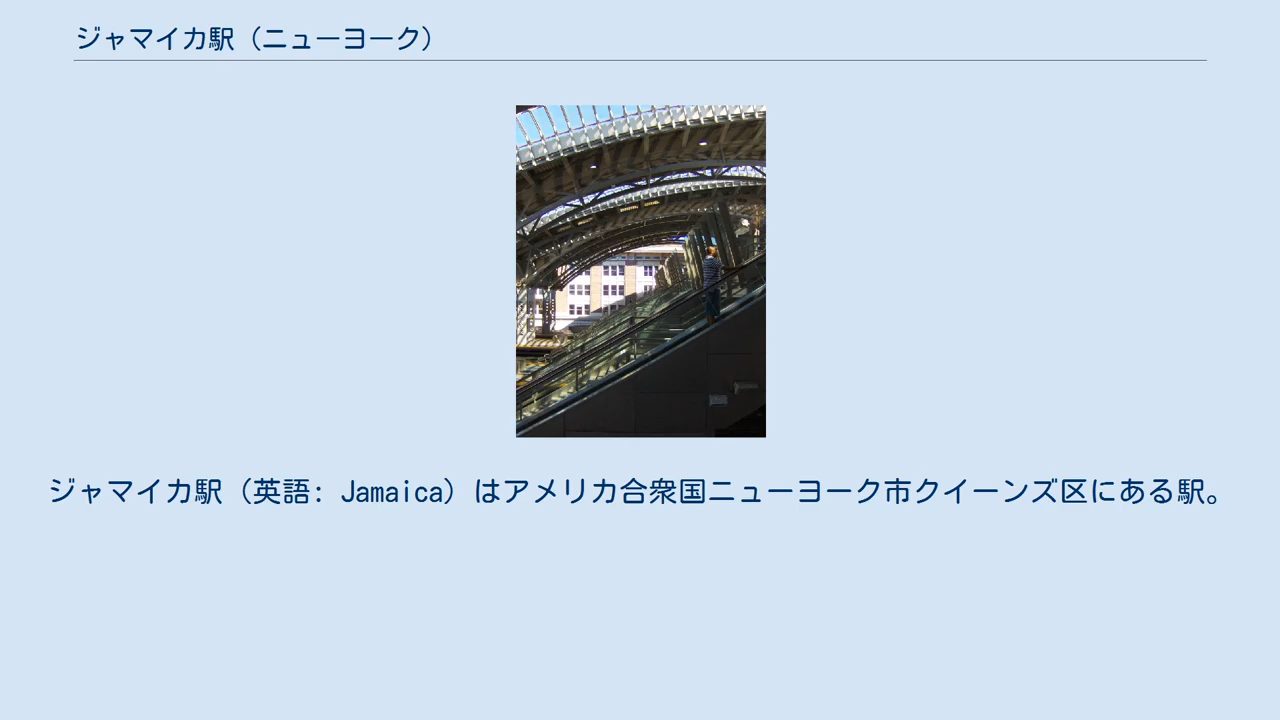 ジャマイカ駅（ニューヨーク）
ジャマイカ駅（英語: Jamaica）はアメリカ合衆国ニューヨーク市クイーンズ区にある駅。